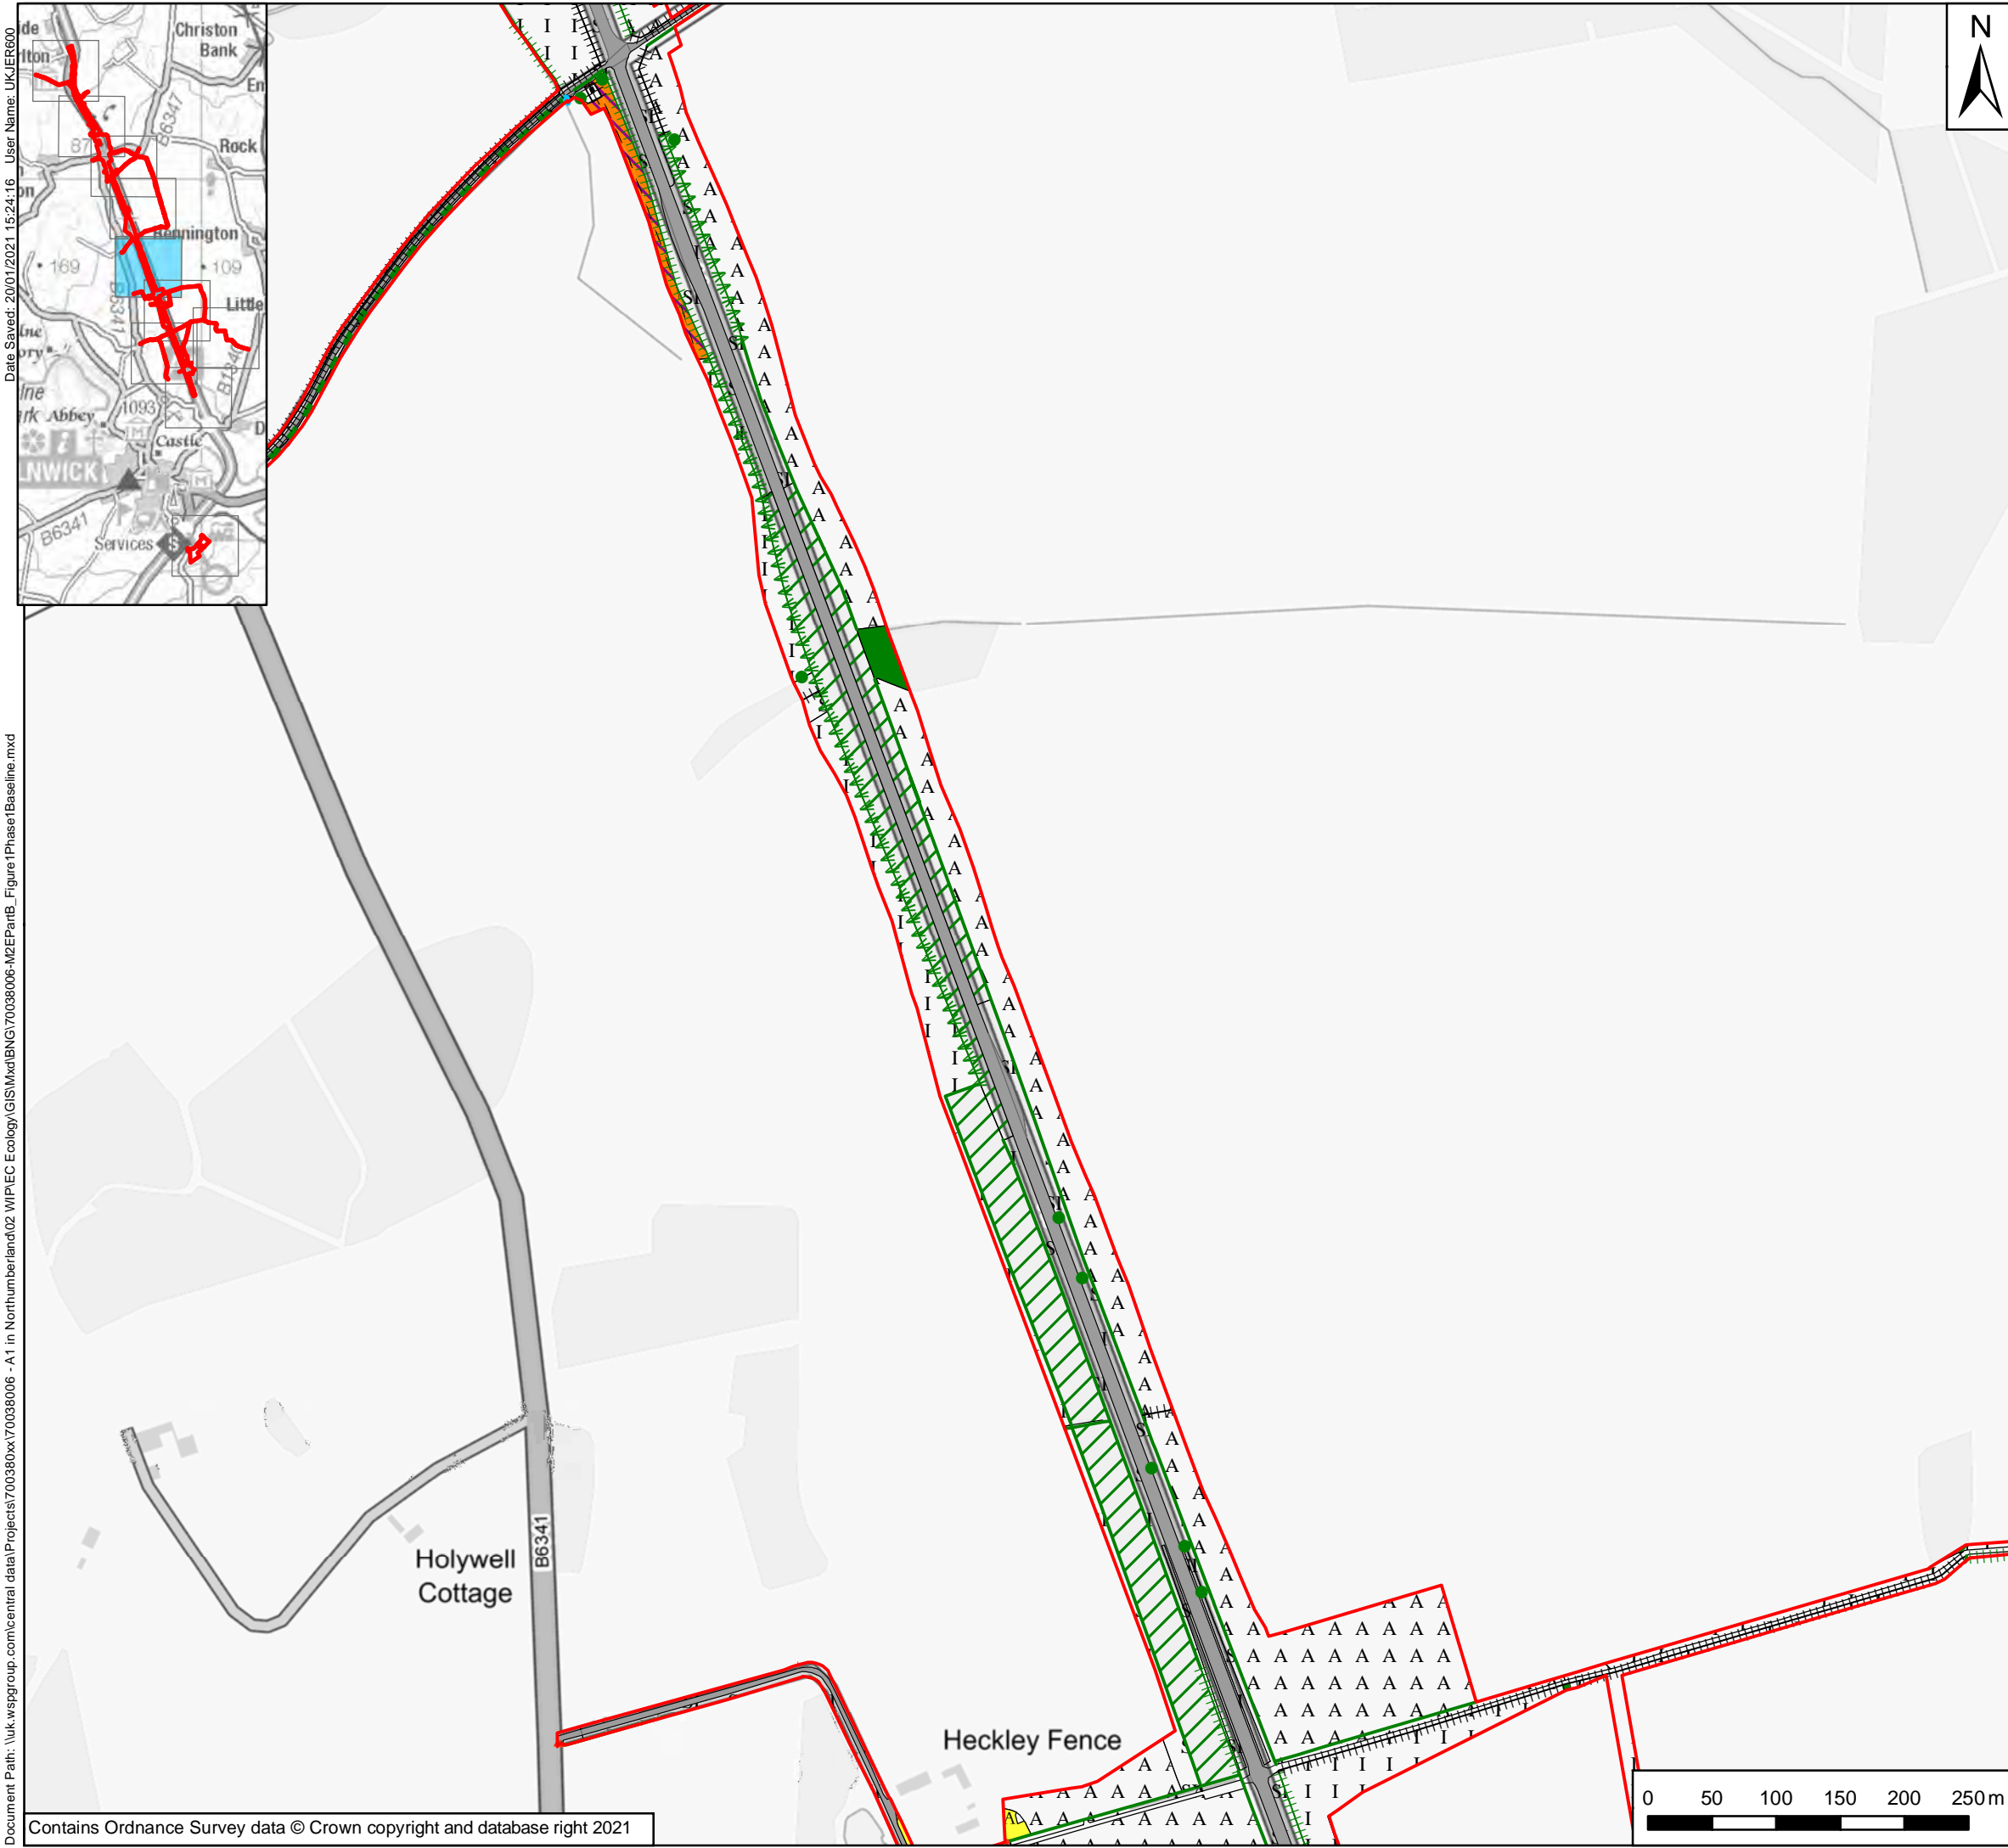 Date Saved: 20/01/2021 15:24:16 User Name: UKJER600
Document Path: \\uk.wspgroup.com\central data\Projects\700380xx\70038006 - A1 in Northumberland\02 WIP\EC Ecology\GIS\Mxd\BNG\70038006-M2EPartB_Figure1Phase1Baseline.mxd
Christon
Bank
B6347
87
Rock
Rennington
169
109
B6341
Little
Abbey
1093
Castle
LNWICK
B6341
Services
N
Holywell
Cottage
B6341
Heckley Fence
0 50 100 150 200 250 m
Contains Ordnance Survey data © Crown copyright and database right 2021